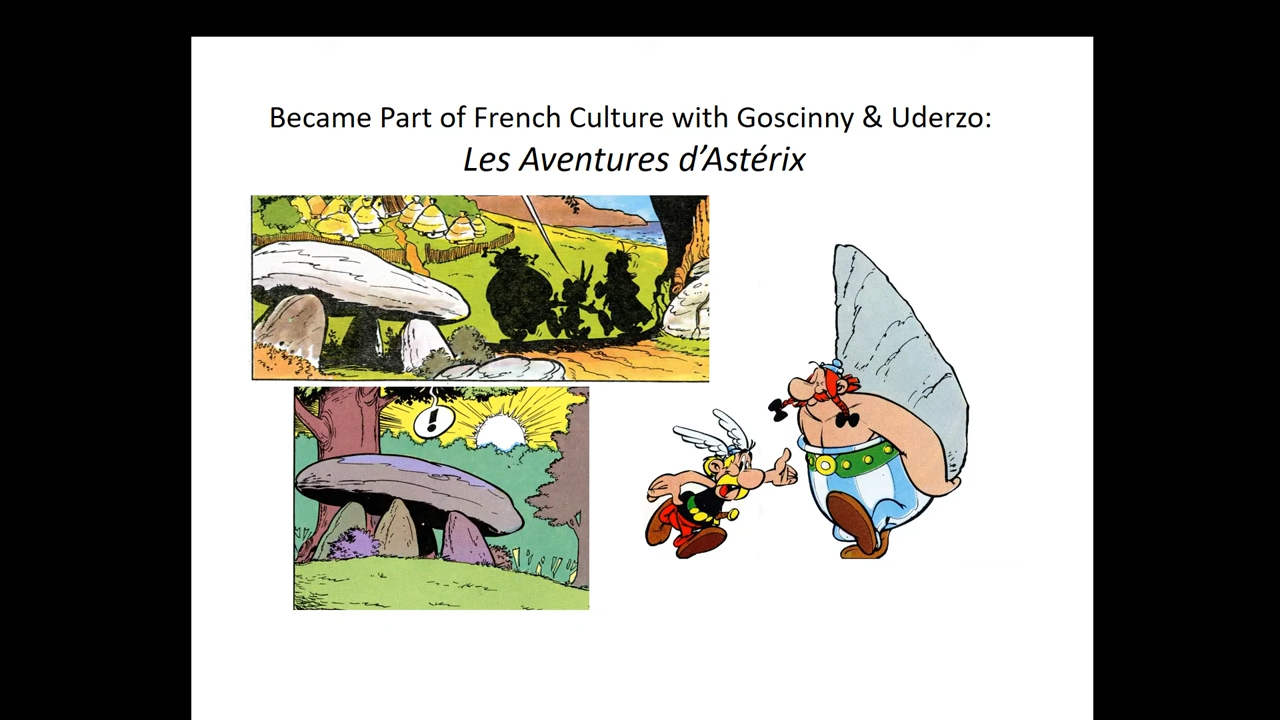 Became Part of French Culture with Goscinny & Uderzo:
Les Aventures d’Astérix
!